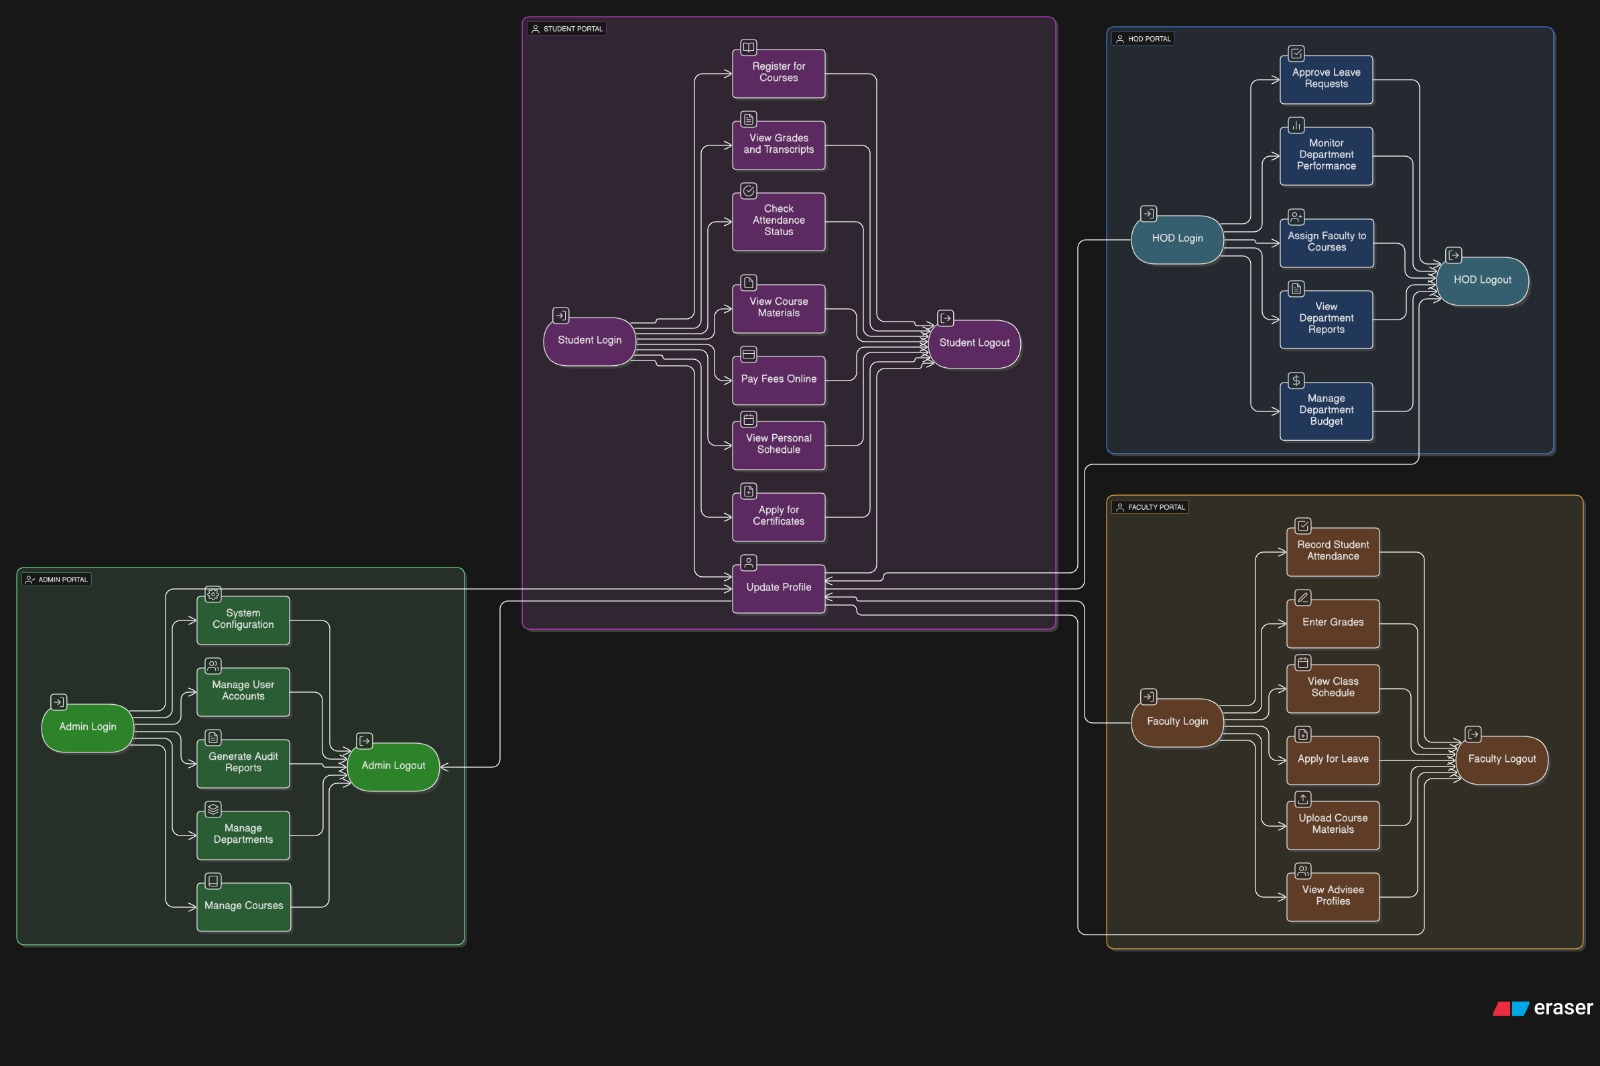 STUDENT PORTAL
Register for
Courses
View Grades
and Transcripts
Check
Attendance
Status
View Course
Materials
Student Login
Student Logout
Pay Fees Online
View Personal
Schedule
Apply for
Certificates
Update Profile
HOD PORTAL
Approve Leave
Requests
Monitor
Department
Performance
HOD Login
Assign Faculty to
Courses
HOD Logout
View
Department
Reports
Manage
Department
Budget
FACULTY PORTAL
Record Student
Attendance
Enter Grades
View Class
Schedule
Faculty Login
Apply for Leave
Faculty Logout
Upload Course
Materials
View Advisee
Profiles
ADMIN PORTAL
System
Configuration
Manage User
Accounts
Admin Login
Generate Audit
Reports
Admin Logout
Manage
Departments
Manage Courses
eraser